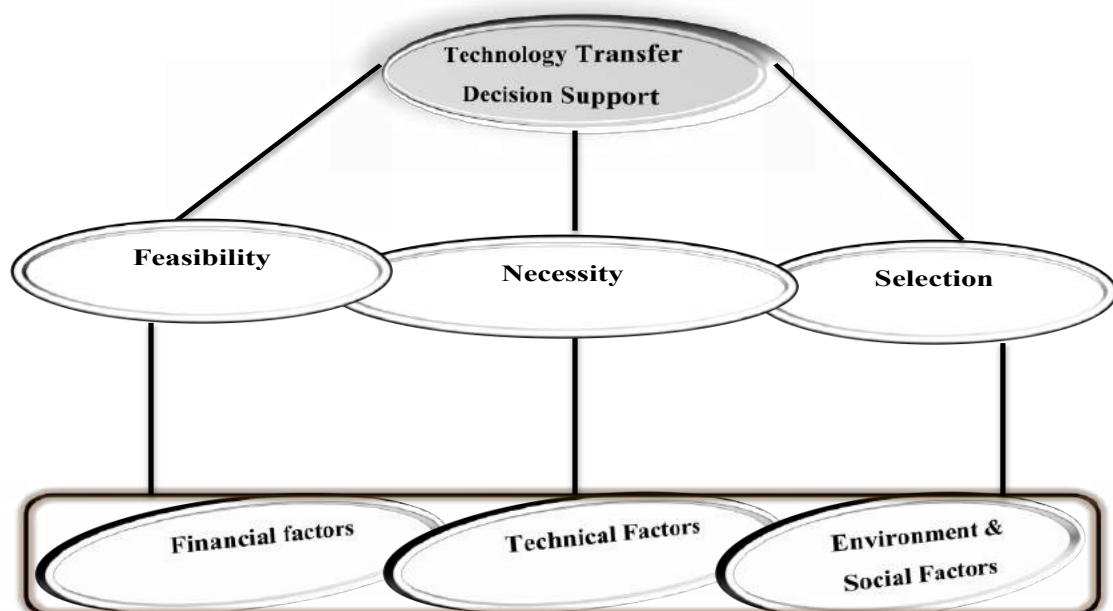 Technology Transfer
Decision Support
Feasibility
Necessity
Selection
Financial factors
Technical Factors
Environment &
Social Factors